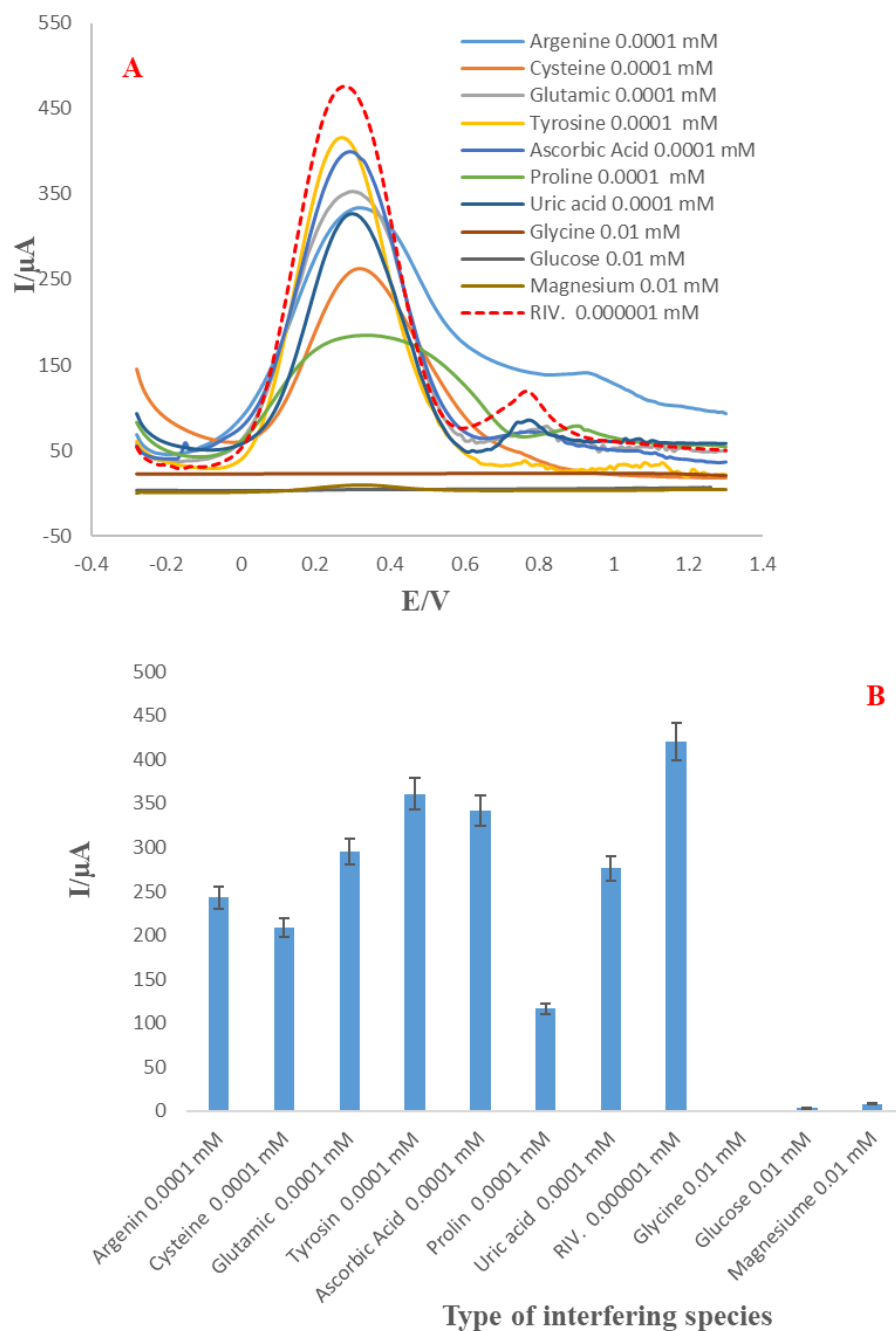 550
450
350
250
150
50
-50
I/µA
A
Argenine 0.0001 mM
Cysteine 0.0001 mM
Glutamic 0.0001 mM
Tyrosine 0.0001 mM
Ascorbic Acid 0.0001 mM
Proline 0.0001 mM
Uric acid 0.0001 mM
Glycine 0.01 mM
Glucose 0.01 mM
Magnesium 0.01 mM
RIV. 0.000001 mM
-0.4 -0.2 0 0.2 0.4 0.6 0.8 1 1.2 1.4
E/V
B
500
450
400
350
300
250
200
150
100
50
0
I/µA
Argenin 0.0001 mM
Cysteine 0.0001 mM
Glutamic 0.0001 mM
Tyrosin 0.0001 mM
Ascorbic Acid 0.0001 mM
Prolin 0.0001 mM
Uric acid 0.0001 mM
RIV. 0.000001 mM
Glycine 0.01 mM
Glucose 0.01 mM
Magnesiume 0.01 mM
Type of interfering species